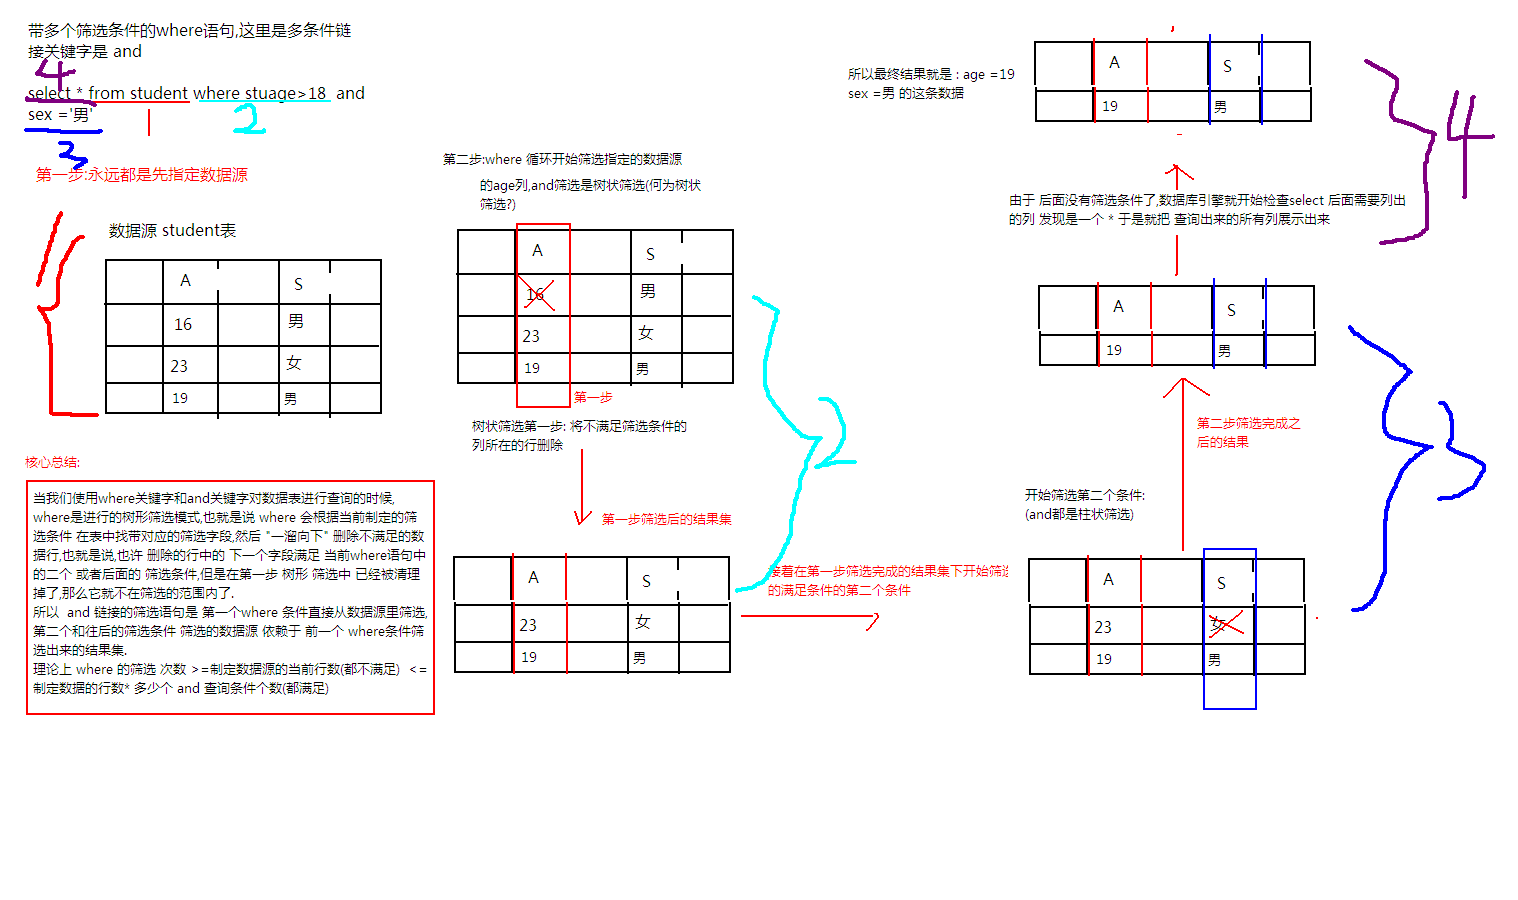 带多个筛选条件的where语句,这里是多条件链
接关键字是 and
4
select * from student where stuage>18  and
sex ='男'
2
3
第一步:永远都是先指定数据源
1
数据源 student表
A S
16 男
23 女
19 男
核心总结:
当我们使用where关键字和and关键字对数据表进行查询的时候,
where是进行的树形筛选模式,也就是说 where 会根据当前制定的筛
选条件 在表中找带对应的筛选字段,然后 "一溜向下" 删除不满足的数
据行,也就是说,也许 删除的行中的 下一个字段满足 当前where语句中
的二个 或者后面的 筛选条件,但是在第一步 树形 筛选中 已经被清理
掉了,那么它就不在筛选的范围内了.
所以  and 链接的筛选语句是 第一个where 条件直接从数据源里筛选,
第二个和往后的筛选条件 筛选的数据源 依赖于 前一个 where条件筛
选出来的结果集.
理论上 where 的筛选 次数 >=制定数据源的当前行数(都不满足)  <=
制定数据的行数* 多少个 and 查询条件个数(都满足)
第二步:where 循环开始筛选指定的数据源
的age列,and筛选是树状筛选(何为树状
筛选?)
A S
16 男
23 女
19 男
第一步
树状筛选第一步: 将不满足筛选条件的
列所在的行删除
2
第一步筛选后的结果集
A S
23 女
19 男
接着在第一步筛选完成的结果集下开始筛选
的满足条件的第二个条件
A S
23 女
19 男
开始筛选第二个条件:
(and都是柱状筛选)
第二步筛选完成之
后的结果
3
A S
19 男
由于 后面没有筛选条件了,数据库引擎就开始检查select 后面需要列出
的列 发现是一个 * 于是就把 查询出来的所有列展示出来
4
所以最终结果就是 : age =19
sex =男 的这条数据
A S
19 男